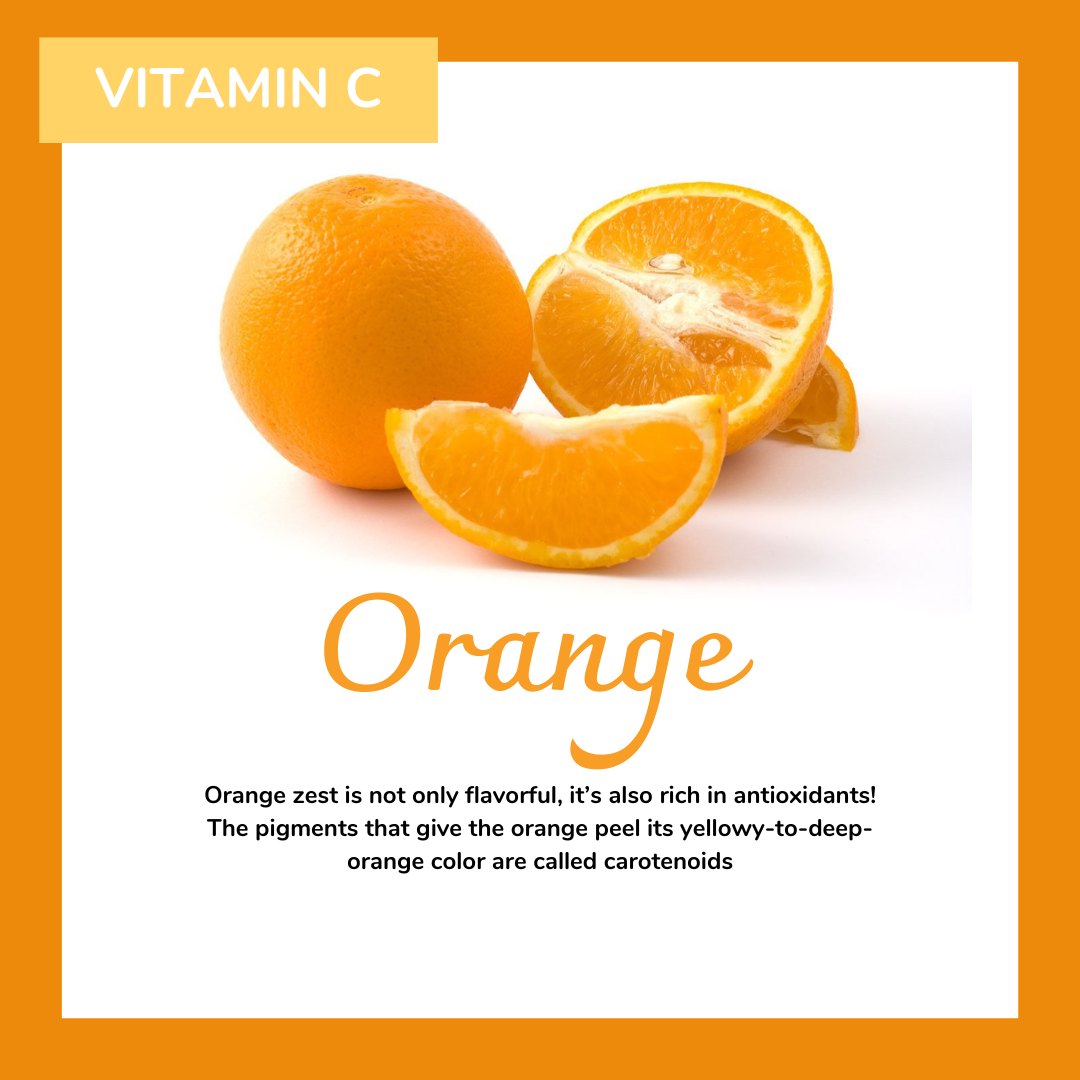 VITAMIN C
Orange
Orange zest is not only flavorful, it’s also rich in antioxidants!
The pigments that give the orange peel its yellowy-to-deep-
orange color are called carotenoids